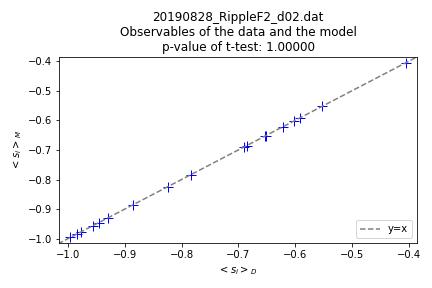 20190828_RippleF2_d02.dat
Observables of the data and the model
p-value of t-test: 1.00000
−0.4
−0.5
−0.6
−0.7
−0.8
−0.9
−1.0
< s_i >_M
y=x
−1.0 −0.9 −0.8 −0.7 −0.6 −0.5 −0.4
< s_i >_D